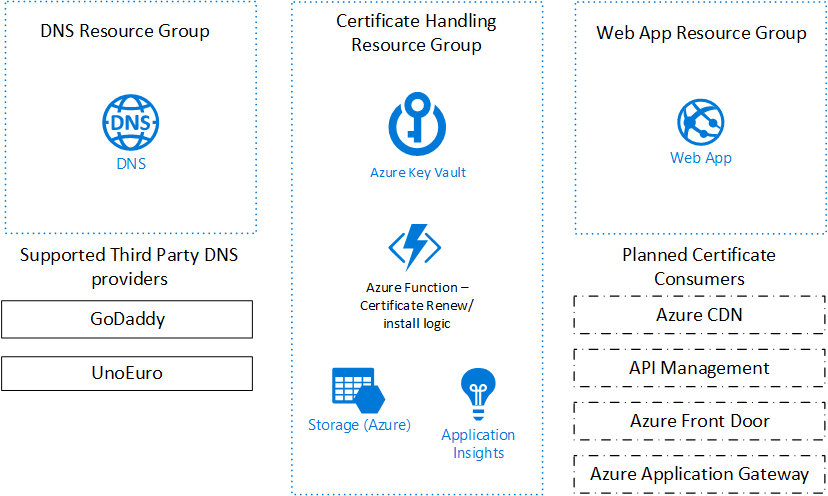 DNS Resource Group
DNS
DNS
Supported Third Party DNS
providers
GoDaddy
UnoEuro
Certificate Handling
Resource Group
Azure Key Vault
Azure Function –
Certificate Renew/
install logic
Storage (Azure)
Application
Insights
Web App Resource Group
Web App
Planned Certificate
Consumers
Azure CDN
API Management
Azure Front Door
Azure Application Gateway